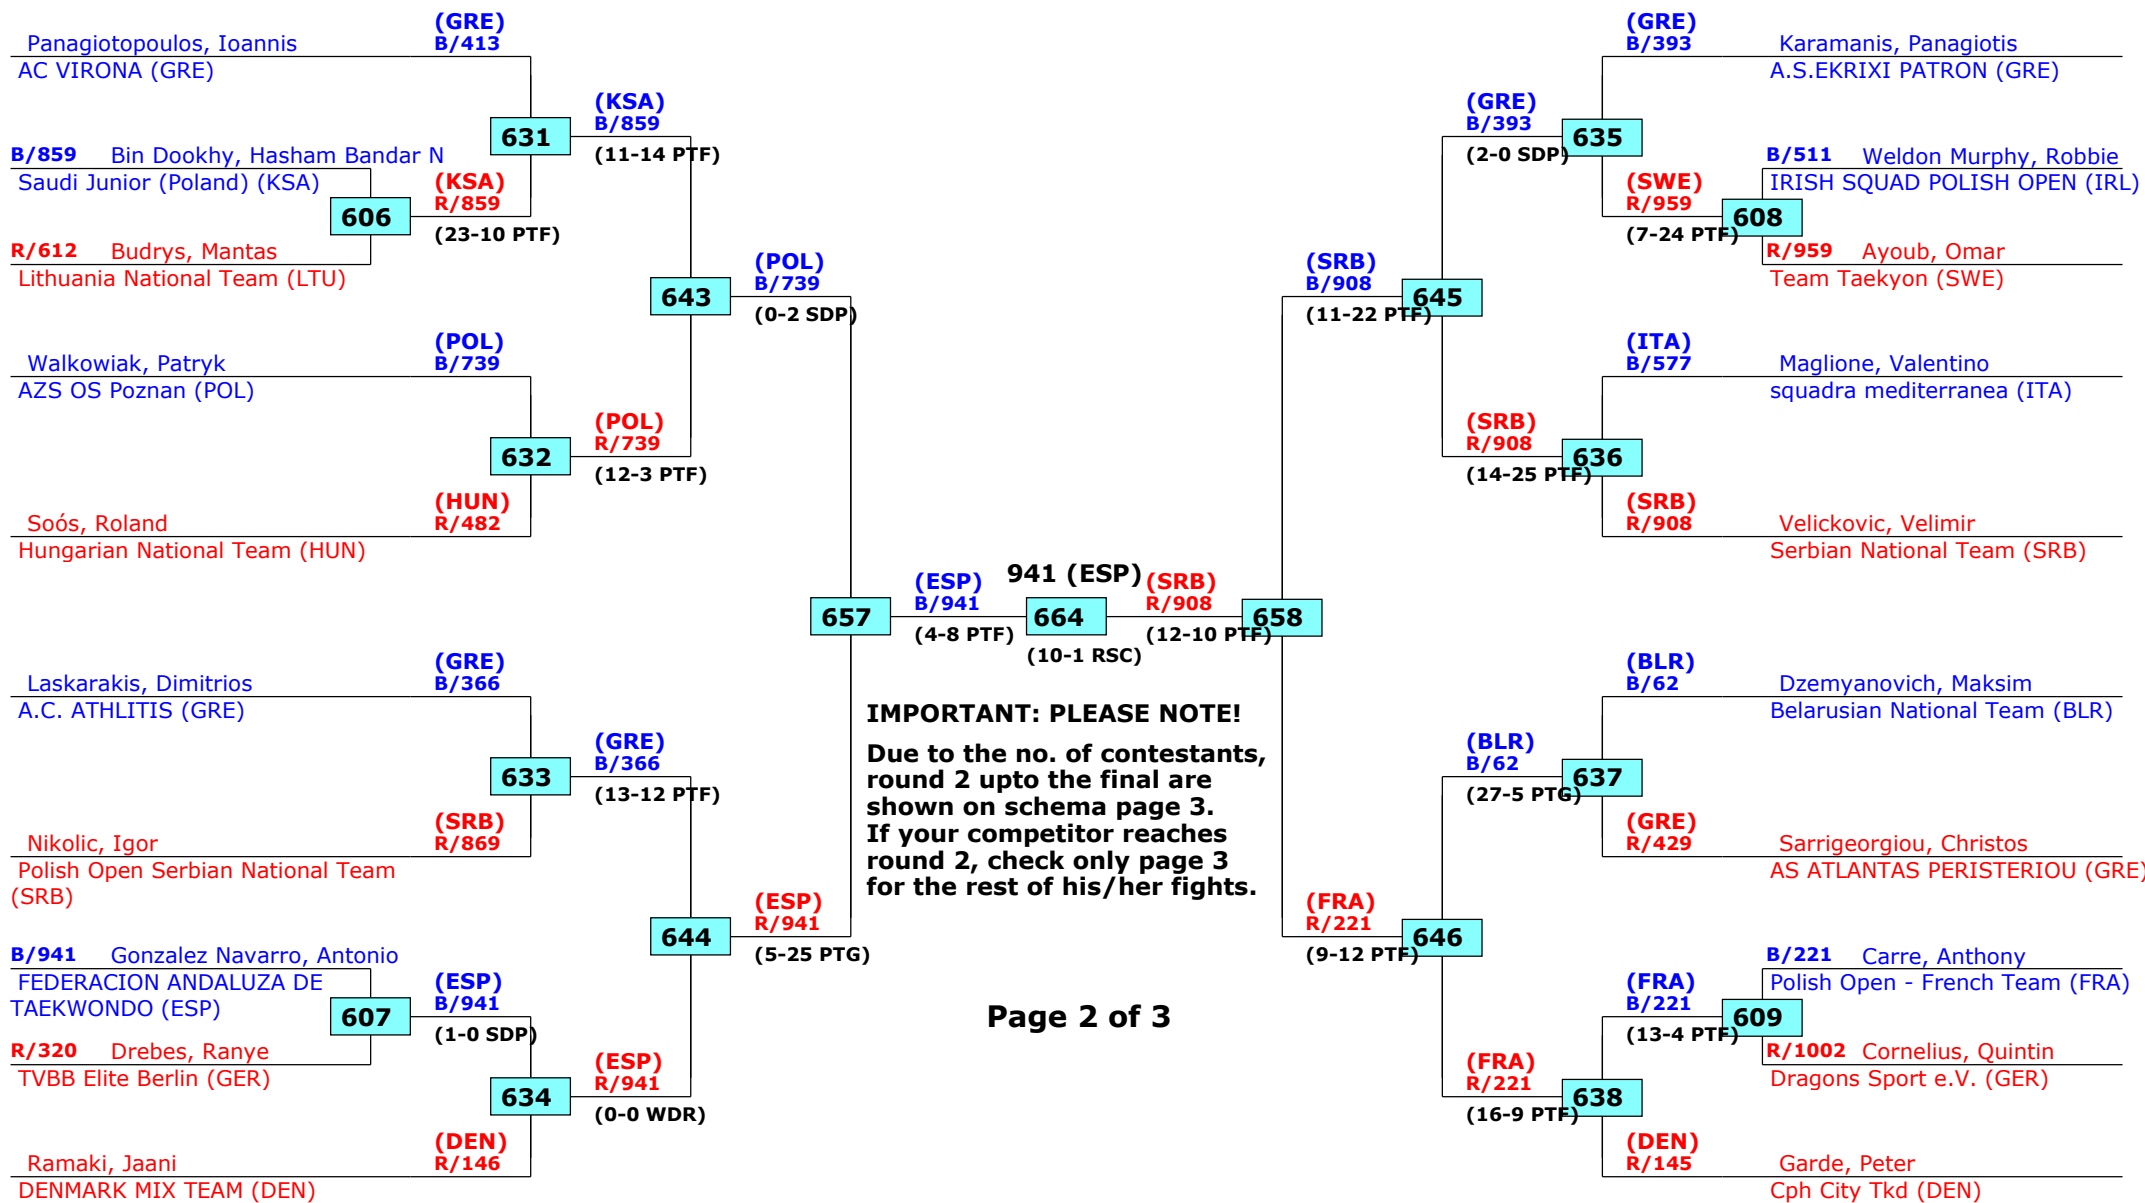 (GRE)
Panagiotopoulos, Ioannis B/413
AC VIRONA (GRE)
(KSA)
B/859
631
(11-14 PTF)
B/859 Bin Dookhy, Hasham Bandar N
Saudi Junior (Poland) (KSA)
(KSA)
R/859
606
(23-10 PTF)
R/612 Budrys, Mantas
Lithuania National Team (LTU)
(POL)
B/739
643
(0-2 SDP)
(POL)
Walkowiak, Patryk B/739
AZS OS Poznan (POL)
(POL)
R/739
632
(12-3 PTF)
(HUN)
Soós, Roland R/482
Hungarian National Team (HUN)
657
(ESP)
B/941
(4-8 PTF)
941 (ESP)
664
(10-1 RSC)
(SRB)
R/908
658
(12-10 PTF)
(GRE)
Laskarakis, Dimitrios B/366
A.C. ATHLITIS (GRE)
(GRE)
B/366
633
(13-12 PTF)
(SRB)
Nikolic, Igor R/869
Polish Open Serbian National Team
(SRB)
(ESP)
R/941
644
(5-25 PTG)
B/941 Gonzalez Navarro, Antonio
FEDERACION ANDALUZA DE
TAEKWONDO (ESP)
(ESP)
B/941
607
(1-0 SDP)
R/320 Drebes, Ranye
TVBB Elite Berlin (GER)
(ESP)
R/941
634
(0-0 WDR)
(DEN)
Ramaki, Jaani R/146
DENMARK MIX TEAM (DEN)
IMPORTANT: PLEASE NOTE!
Due to the no. of contestants,
round 2 upto the final are
shown on schema page 3.
If your competitor reaches
round 2, check only page 3
for the rest of his/her fights.
Page 2 of 3
(GRE)
B/393 Karamanis, Panagiotis
A.S.EKRIXI PATRON (GRE)
(GRE)
B/393
635
(2-0 SDP)
B/511 Weldon Murphy, Robbie
IRISH SQUAD POLISH OPEN (IRL)
(SWE)
R/959
608
(7-24 PTF)
R/959 Ayoub, Omar
Team Taekyon (SWE)
(SRB)
B/908
645
(11-22 PTF)
(ITA)
B/577 Maglione, Valentino
squadra mediterranea (ITA)
(SRB)
R/908
636
(14-25 PTF)
(SRB)
R/908 Velickovic, Velimir
Serbian National Team (SRB)
(BLR)
B/62 Dzemyanovich, Maksim
Belarusian National Team (BLR)
(BLR)
B/62
637
(27-5 PTG)
(GRE)
R/429 Sarrigeorgiou, Christos
AS ATLANTAS PERISTERIOU (GRE)
(FRA)
R/221
646
(9-12 PTF)
B/221 Carre, Anthony
Polish Open - French Team (FRA)
(FRA)
B/221
609
(13-4 PTF)
R/1002 Cornelius, Quintin
Dragons Sport e.V. (GER)
(FRA)
R/221
638
(16-9 PTF)
(DEN)
R/145 Garde, Peter
Cph City Tkd (DEN)